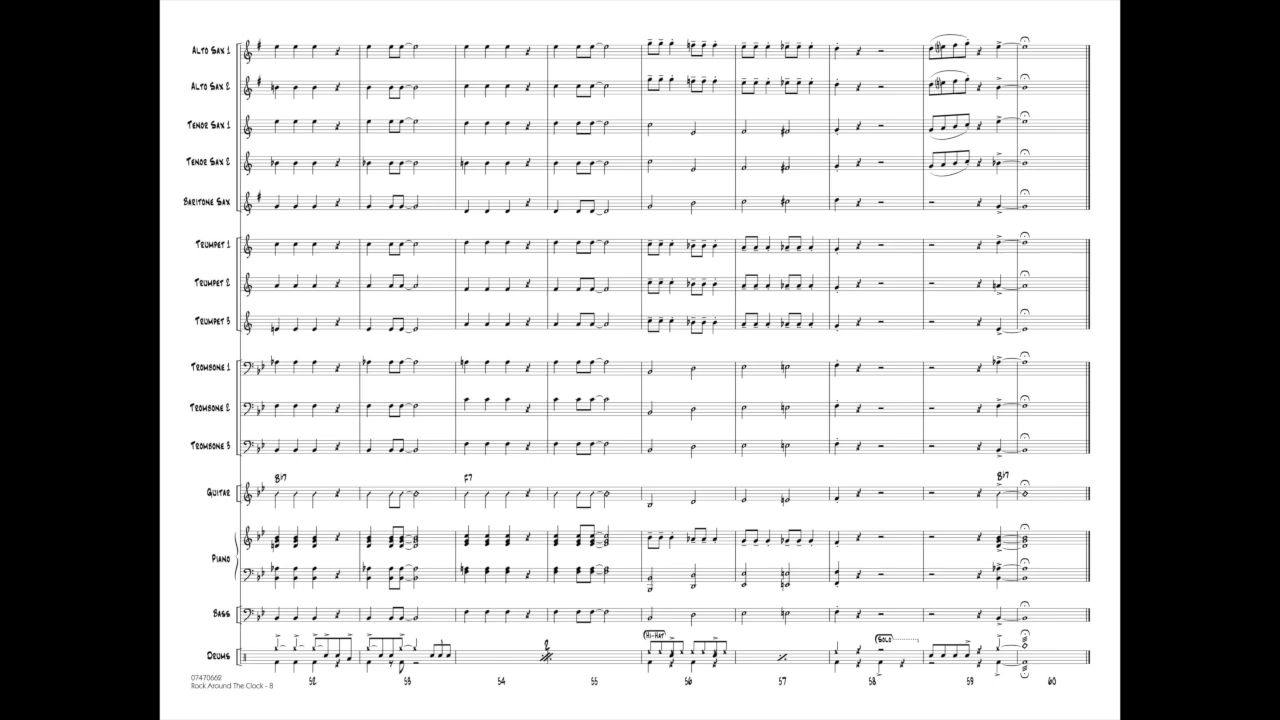 ALTO SAX 1
ALTO SAX 2
TENOR SAX 1
TENOR SAX 2
BARITONE SAX
TRUMPET 1
TRUMPET 2
TRUMPET 3
TROMBONE 1
TROMBONE 2
TROMBONE 3
B♭7 F7 B♭7
GUITAR
PIANO
BASS
(HI-HAT) (SOLO)
2
DRUMS
52 53 54 55 56 57 58 59 60
07470662
Rock Around The Clock - 8